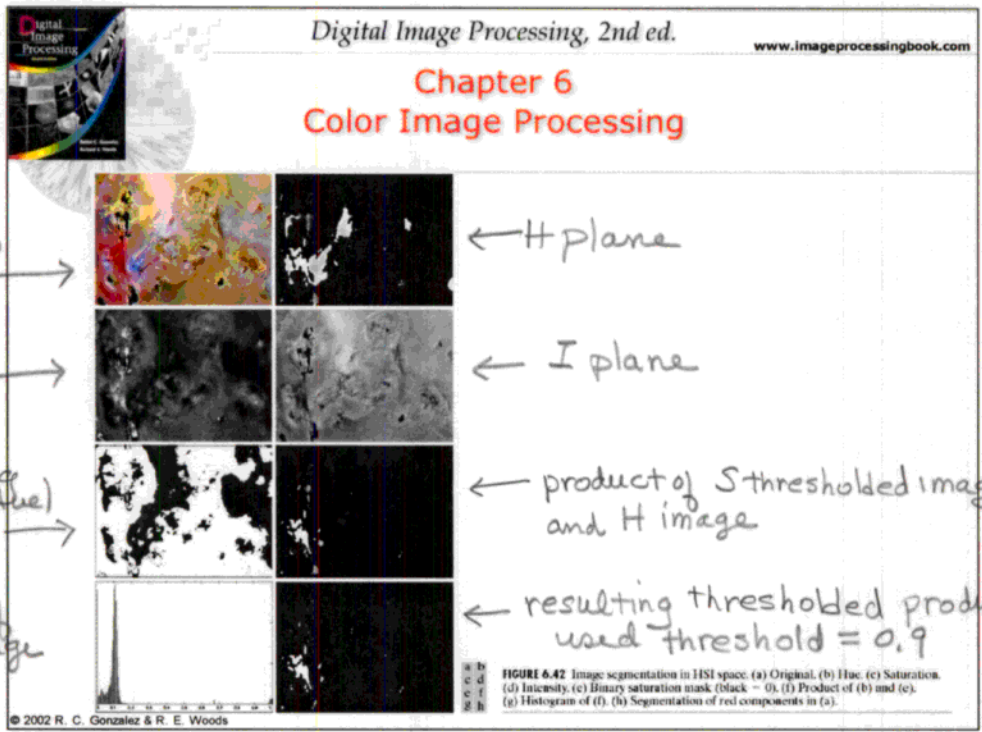 Digital
Image
Processing
Digital Image Processing, 2nd ed.
www.imageprocessingbook.com
Chapter 6
Color Image Processing
← H plane
← I plane
← product of S thresholded
and H image
← resulting thresholded
used threshold = 0.9
a b
c d
e f
g h
FIGURE 6.42 Image segmentation in HSI space. (a) Original. (b) Hue. (c) Saturation.
(d) Intensity. (e) Binary saturation mask (black = 0). (f) Product of (b) and (e).
(g) Histogram of (f). (h) Segmentation of red components in (a).
© 2002 R. C. Gonzalez & R. E. Woods